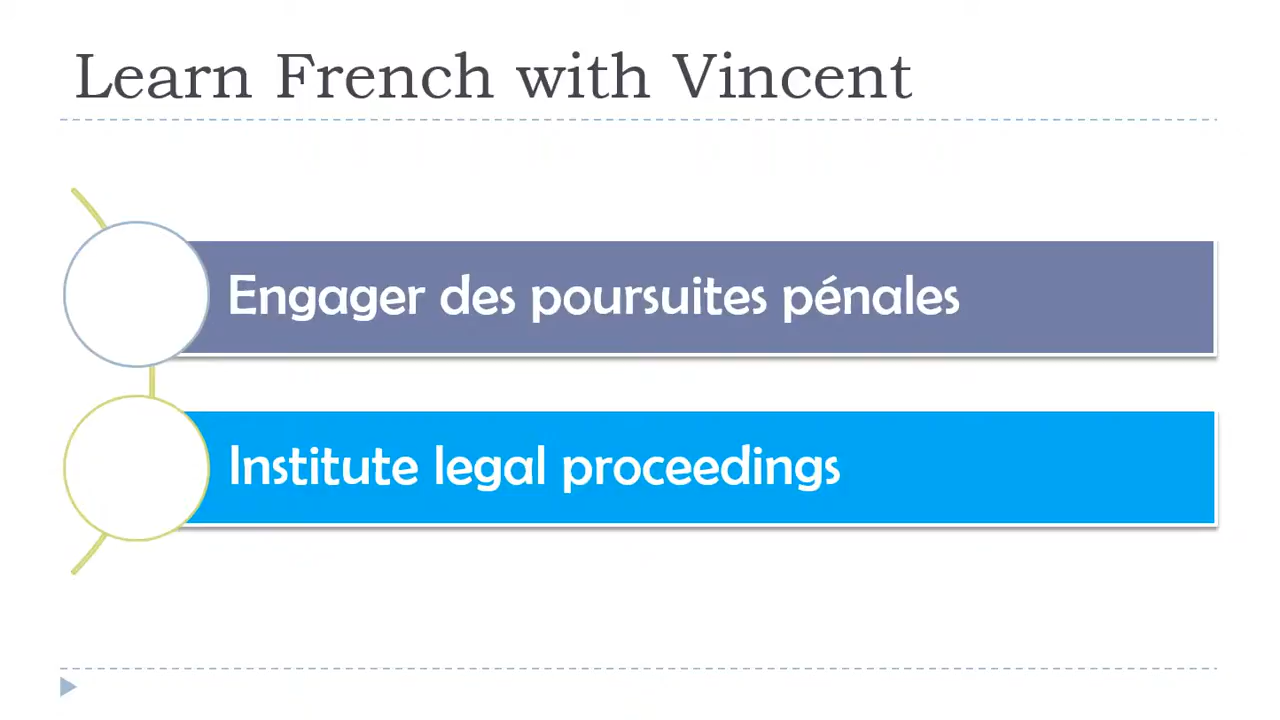 Learn French with Vincent
Engager des poursuites pénales
Institute legal proceedings